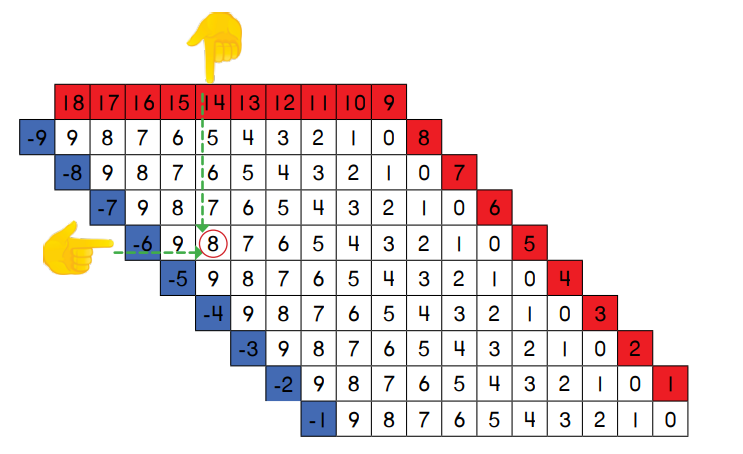 18 17 16 15 14 13 12 11 10 9
-9 9 8 7 6 5 4 3 2 1 0 8
-8 9 8 7 6 5 4 3 2 1 0 7
-7 9 8 7 6 5 4 3 2 1 0 6
-6 9 8 7 6 5 4 3 2 1 0 5
-5 9 8 7 6 5 4 3 2 1 0 4
-4 9 8 7 6 5 4 3 2 1 0 3
-3 9 8 7 6 5 4 3 2 1 0 2
-2 9 8 7 6 5 4 3 2 1 0 1
-1 9 8 7 6 5 4 3 2 1 0